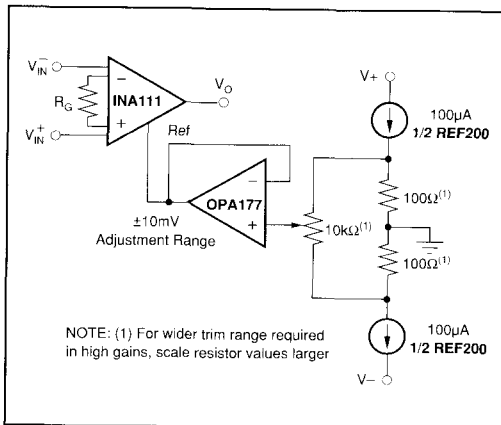 V⁻IN
RG
V⁺IN
INA111
VO
Ref
OPA177
±10mV
Adjustment Range
10kΩ(1)
V+
100µA
1/2 REF200
100Ω(1)
100Ω(1)
100µA
1/2 REF200
V–
NOTE: (1) For wider trim range required
in high gains, scale resistor values larger